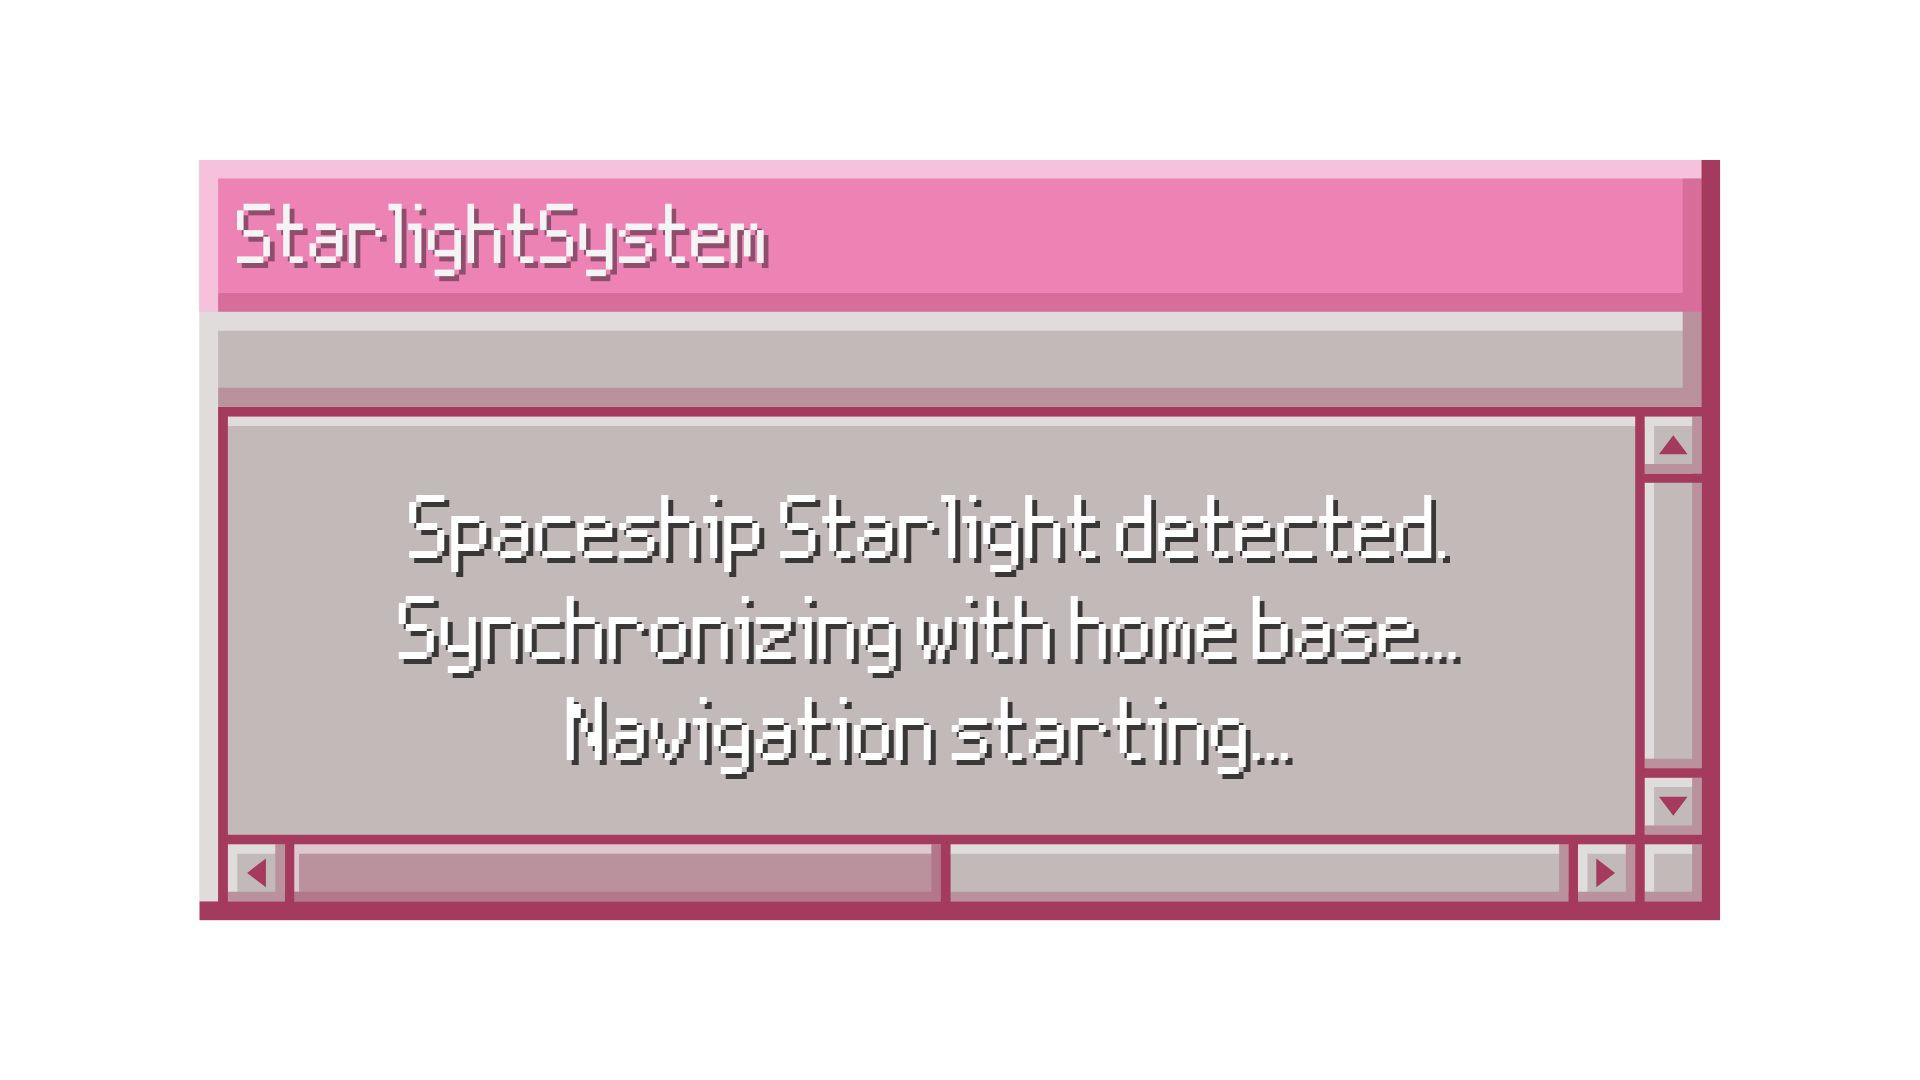 StarlightSystem
Spaceship Starlight detected.
Synchronizing with home base...
Navigation starting...